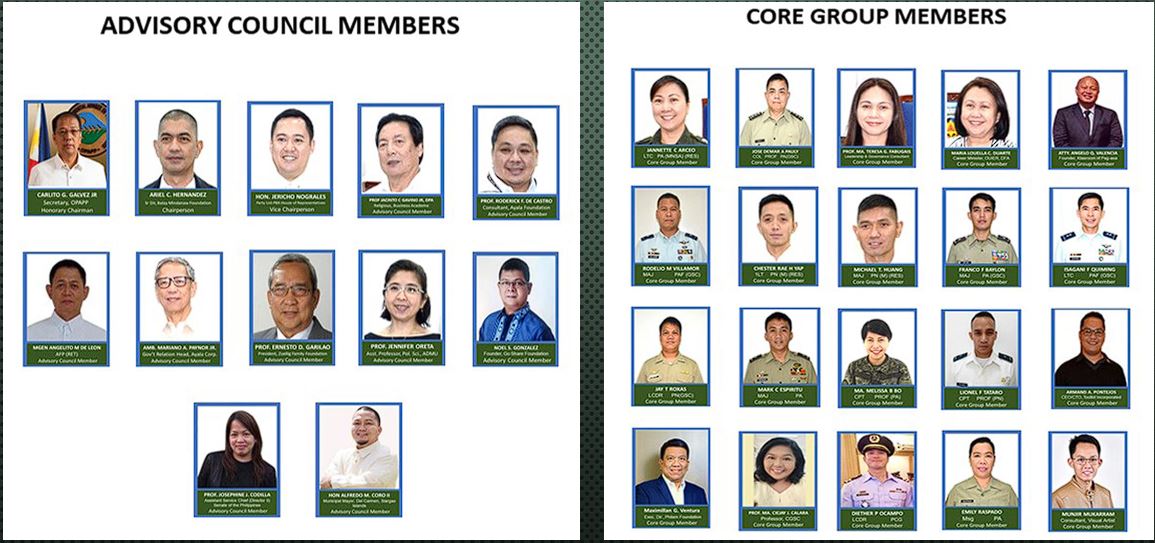 ADVISORY COUNCIL MEMBERS
CARLITO G. GALVEZ JR
Secretary, OPAPP
Honorary Chairman
ARIEL C. HERNANDEZ
Sr Dir, Balay Mindanaw Foundation
Chairperson
HON. JERICHO NOGRALES
Party List-PBA House of Representatives
Vice Chairperson
PROF JACINTO C GAVINO JR, DPA
Religious, Business Academe
Advisory Council Member
PROF. RODERICK F. DE CASTRO
Consultant, Ayala Foundation
Advisory Council Member
MGEN ANGELITO M DE LEON
AFP (RET)
Advisory Council Member
AMB. MARIANO A. PAYNOR JR.
Gov't Relation Head, Ayala Corp.
Advisory Council Member
PROF. ERNESTO D. GARILAO
President, Zuellig Family Foundation
Advisory Council Member
PROF. JENNIFER ORETA
Asst. Professor, Pol. Sci., ADMU
Advisory Council Member
NOEL S. GONZALEZ
Founder, Go Share Foundation
Advisory Council Member
PROF. JOSEPHINE J. CODILLA
Assistant Service Chief (Director II)
Senate of the Philippines
Advisory Council Member
HON ALFREDO M. CORO II
Municipal Mayor, Del Carmen, Siargao
Islands
Advisory Council Member
CORE GROUP MEMBERS
JANNETTE C ARCEO
LTC PA (MNSA) (RES)
Core Group Member
JOSE DEMAR A PAULY
COL PROF PA(GSC)
Core Group Member
PROF. MA. TERESA G. PABUGAIS
Leadership & Governance Consultant
Core Group Member
MARIA LOUELLA C. DUARTE
Career Minister, OUIER, DFA
Core Group Member
ATTY. ANGELO Q. VALENCIA
Founder, Klasrum of Pag-asa
Core Group Member
RODELIO M VILLAMOR
MAJ PAF (GSC)
Core Group Member
CHESTER RAE H YAP
1LT PN (M) (RES)
Core Group Member
MICHAEL T. HUANG
MAJ PN (M) (RES)
Core Group Member
FRANCO F BAYLON
MAJ PA (GSC)
Core Group Member
ISAGANI F QUIMING
LTC PAF (GSC)
Core Group Member
JAY T ROXAS
LCDR PN(GSC)
Core Group Member
MARK C ESPIRITU
MAJ PA
Core Group Member
MA. MELISSA B BO
CPT PROF (PA)
Core Group Member
LIONEL F TATARO
CPT PROF (PN)
Core Group Member
ARMAND A. PONTEJOS
CEO/CTO, Toolkit Incorporated
Core Group Member
Maximillan G. Ventura
Exec. Dir., Philam Foundation
Core Group Member
PROF. MA. CIEJAY J. CALARA
Professor, CGSC
Core Group Member
DIETHER P OCAMPO
LCDR PCG
Core Group Member
EMILY RASPADO
Msg PA
Core Group Member
MUNJIR MUKARRAM
Consultant, Visual Artist
Core Group Member